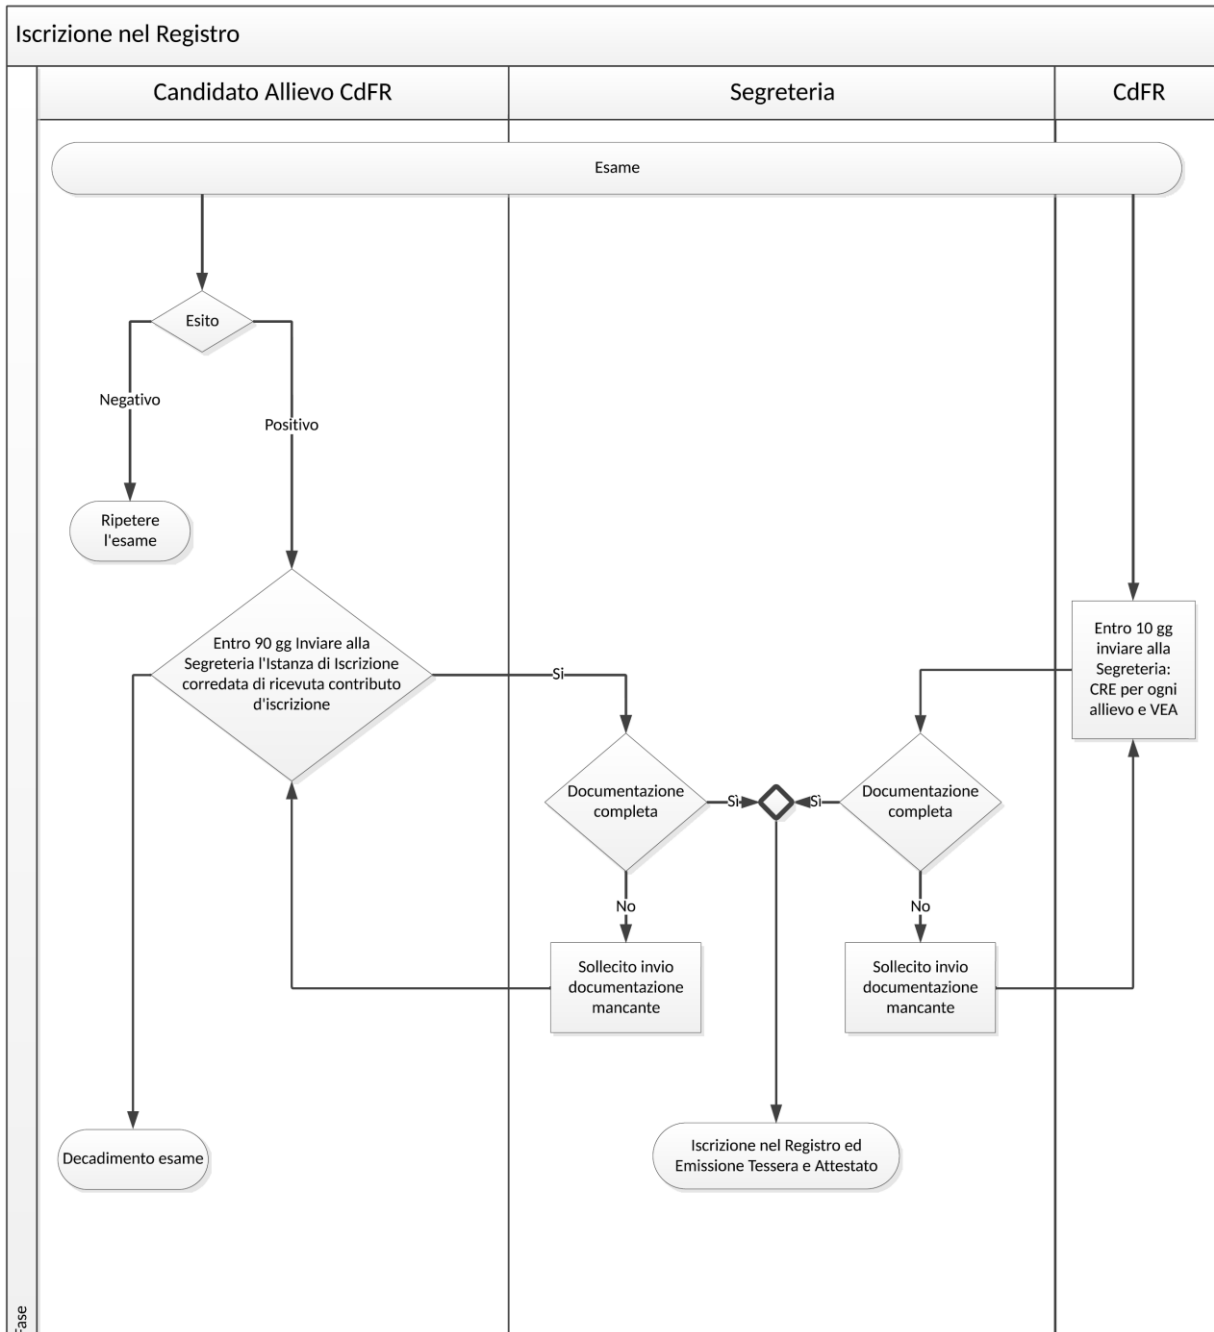 Iscrizione nel Registro
Candidato Allievo CdFR
Segreteria
CdFR
Esame
Esito
Negativo
Positivo
Ripetere
l'esame
Entro 90 gg Inviare alla
Segreteria l'Istanza di Iscrizione
corredata di ricevuta contributo
d'iscrizione
Sì
Entro 10 gg
inviare alla
Segreteria:
CRE per ogni
allievo e VEA
Documentazione
completa
Sì
Sì
Documentazione
completa
No
No
Sollecito invio
documentazione
mancante
Sollecito invio
documentazione
mancante
Decadimento esame
Iscrizione nel Registro ed
Emissione Tessera e Attestato
Fase